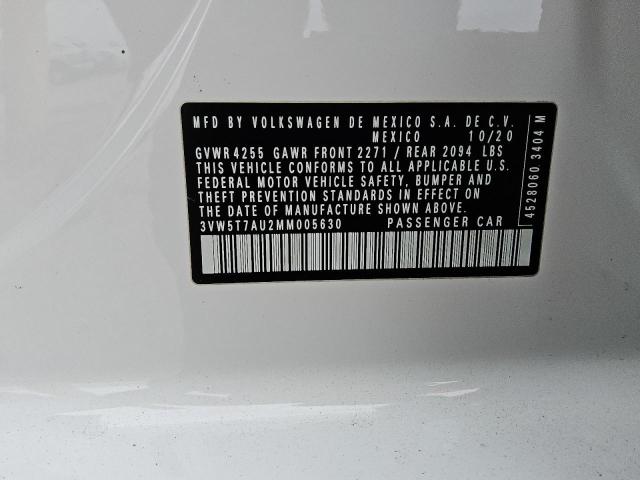 MFD BY VOLKSWAGEN DE MEXICO S.A. DE C.V.
MEXICO 10/20
GVWR 4255 GAWR FRONT 2271 / REAR 2094 LBS
THIS VEHICLE CONFORMS TO ALL APPLICABLE U.S.
FEDERAL MOTOR VEHICLE SAFETY, BUMPER AND
THEFT PREVENTION STANDARDS IN EFFECT ON
THE DATE OF MANUFACTURE SHOWN ABOVE.
3VW5T7AU2MM005630 PASSENGER CAR
4528060 3404 M